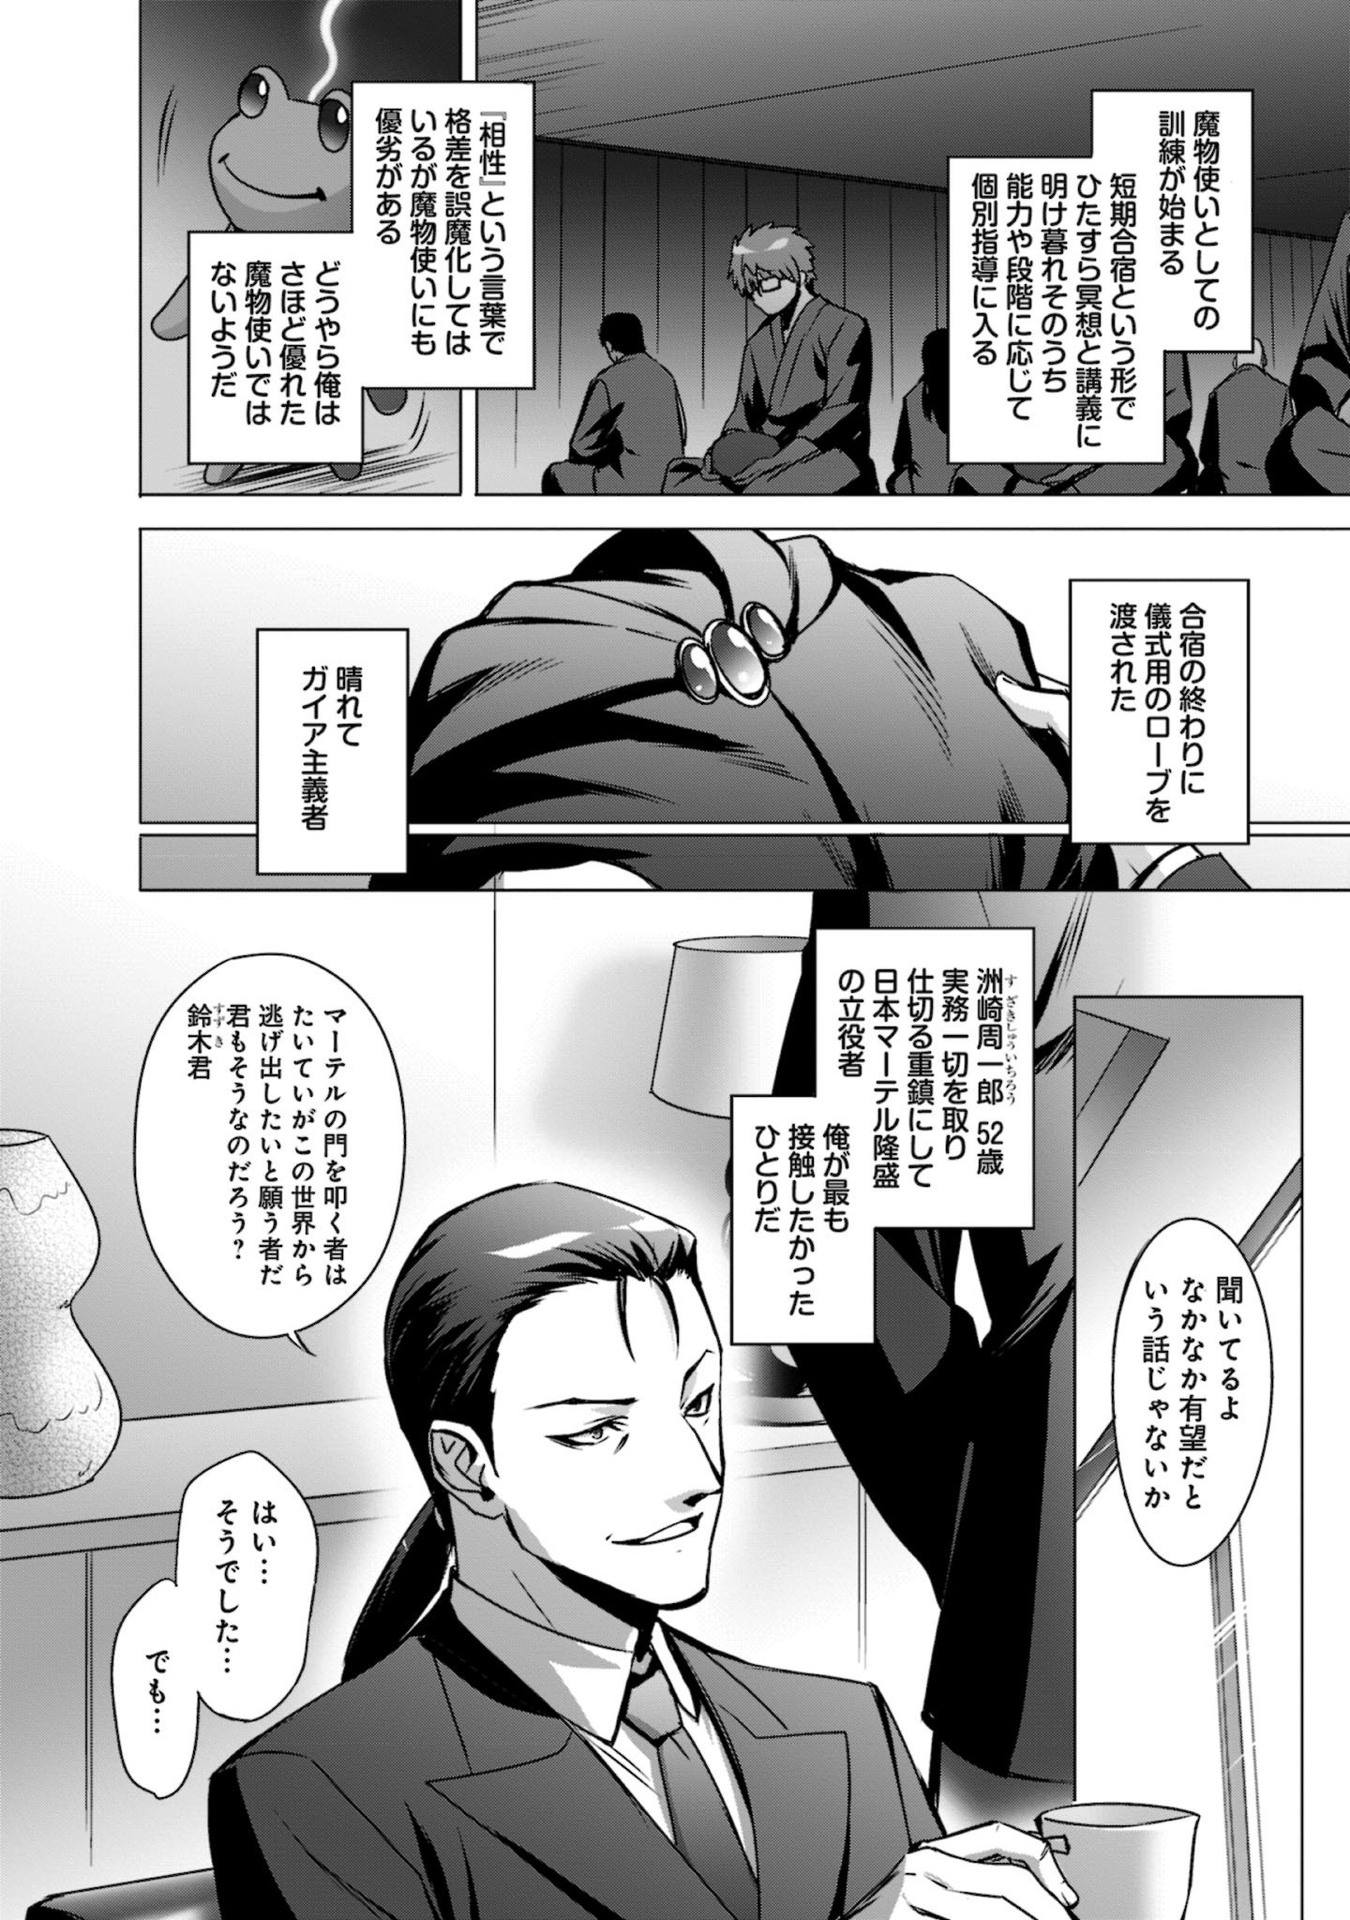 魔物使いとしての
訓練が始まる
短期合宿という形で
ひたすら冥想と講義に
明け暮れそのうち
能力や段階に応じて
個別指導に入る
『相性』という言葉で
格差を誤魔化しては
いるが魔物使いにも
優劣がある
どうやら俺は
さほど優れた
魔物使いでは
ないようだ
合宿の終わりに
儀式用のローブを
渡された
晴れて
ガイア主義者
聞いてるよ
なかなか有望だと
いう話じゃないか
洲崎周一郎 52歳
すざきしゅういちろう
実務一切を取り
仕切る重鎮にして
日本マーテル隆盛
の立役者
俺が最も
接触したかった
ひとりだ
マーテルの門を叩く者は
たいていがこの世界から
逃げ出したいと願う者だ
君もそうなのだろう？
鈴木君
すずき
はい…
そうでした…
でも…